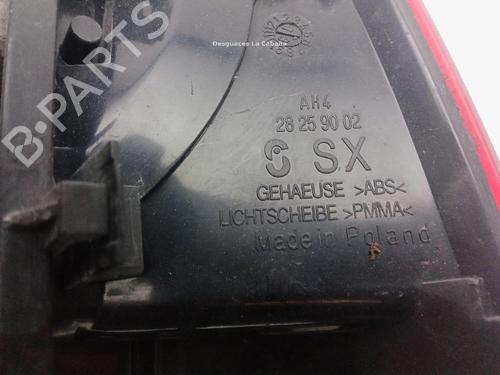 Desguaces La Cabaña
B-PARTS
AH4
28 25 90 02
SX
GEHAEUSE >ABS<
LICHTSCHEIBE >PMMA<
Made in Poland